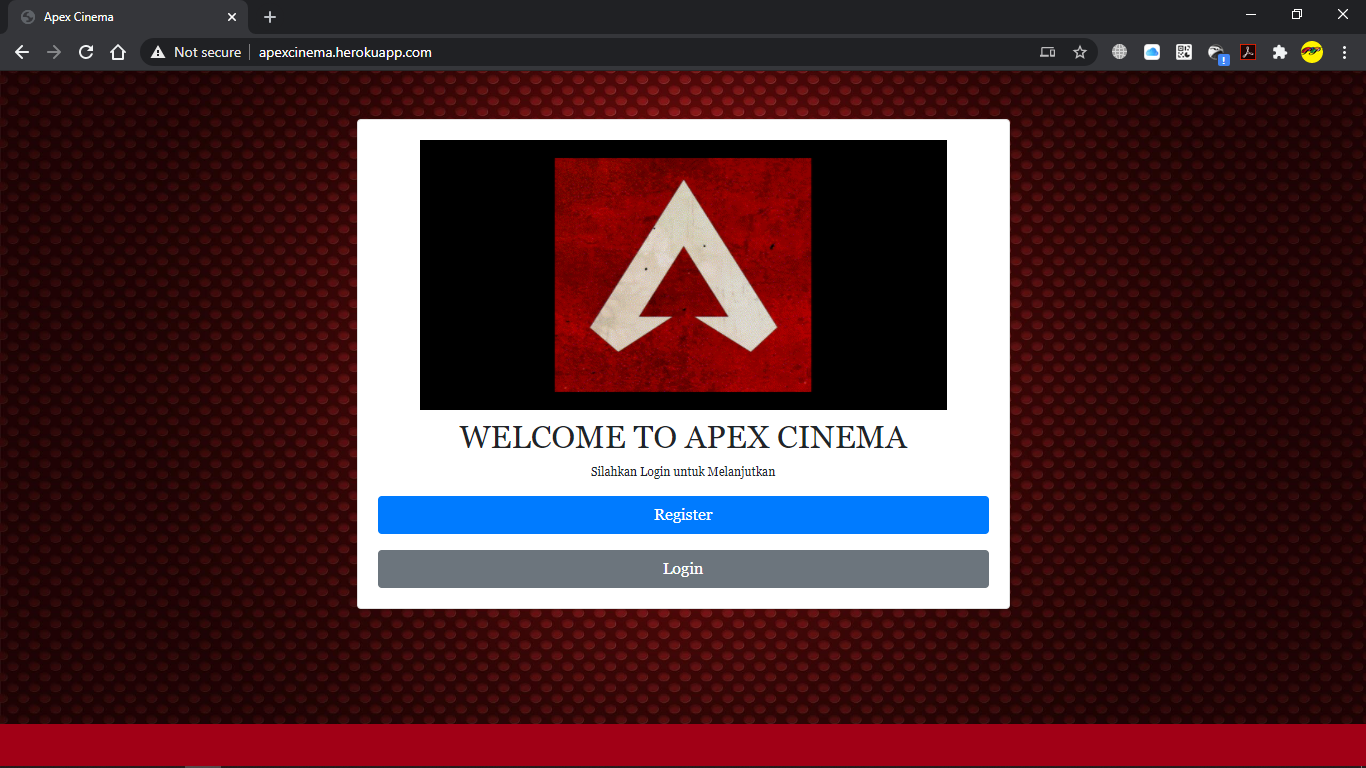 Apex Cinema
Not secure
apexcinema.herokuapp.com
WELCOME TO APEX CINEMA
Silahkan Login untuk Melanjutkan
Register
Login